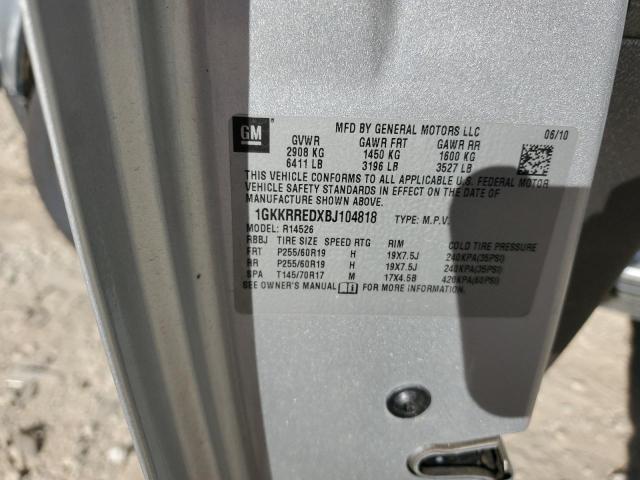 GM
MFD BY GENERAL MOTORS LLC 06/10
GVWR GAWR FRT GAWR RR
2908 KG 1450 KG 1600 KG
6411 LB 3196 LB 3527 LB
THIS VEHICLE CONFORMS TO ALL APPLICABLE U.S. FEDERAL MOTOR
VEHICLE SAFETY STANDARDS IN EFFECT ON THE DATE OF
MANUFACTURE SHOWN ABOVE.
1GKKRREDXBJ104818 TYPE: M.P.V.
MODEL: R14526
RBBJ TIRE SIZE SPEED RTG RIM COLD TIRE PRESSURE
FRT P255/60R19 H 19X7.5J 240KPA(35PSI)
RR P255/60R19 H 19X7.5J 240KPA(35PSI)
SPA T145/70R17 M 17X4.5B 420KPA(60PSI)
SEE OWNER'S MANUAL FOR MORE INFORMATION.